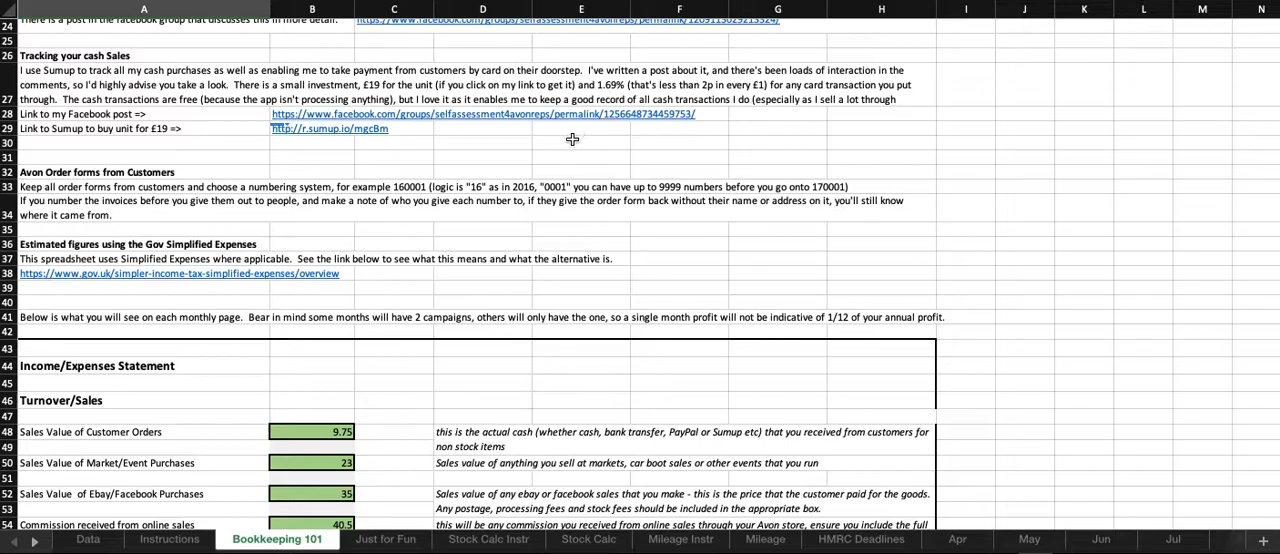 A B C D E F G H I J K L M N
24 There is a post in the Facebook group that discusses this in more detail. https://www.facebook.com/groups/selfassessment4avonreps/permalink/1209113029213324/
25
26 Tracking your cash Sales
I use Sumup to track all my cash purchases as well as enabling me to take payment from customers by card on their doorstep. I've written a post about it, and there's been loads of interaction in the
comments, so I'd highly advise you take a look. There is a small investment, £19 for the unit (if you click on my link to get it) and 1.69% (that's less than 2p in every £1) for any card transaction you put
27 through. The cash transactions are free (because the app isn't processing anything), but I love it as it enables me to keep a good record of all cash transactions I do (especially as I sell a lot through
28 Link to my Facebook post => https://www.facebook.com/groups/selfassessment4avonreps/permalink/1256648734459753/
29 Link to Sumup to buy unit for £19 => http://r.sumup.io/mgcBm
30
31
32 Avon Order forms from Customers
33 Keep all order forms from customers and choose a numbering system, for example 160001 (logic is "16" as in 2016, "0001" you can have up to 9999 numbers before you go onto 170001)
If you number the invoices before you give them out to people, and make a note of who you give each number to, if they give the order form back without their name or address on it, you'll still know
34 where it came from.
35
36 Estimated figures using the Gov Simplified Expenses
37 This spreadsheet uses Simplified Expenses where applicable. See the link below to see what this means and what the alternative is.
38 https://www.gov.uk/simpler-income-tax-simplified-expenses/overview
39
40
41 Below is what you will see on each monthly page. Bear in mind some months will have 2 campaigns, others will only have the one, so a single month profit will not be indicative of 1/12 of your annual profit.
42
43
44 Income/Expenses Statement
45
46 Turnover/Sales
47
48 Sales Value of Customer Orders 9.75 this is the actual cash (whether cash, bank transfer, PayPal or Sumup etc) that you received from customers for
49 non stock items
50 Sales Value of Market/Event Purchases 23 Sales value of anything you sell at markets, car boot sales or other events that you run
51
52 Sales Value of Ebay/Facebook Purchases 35 Sales value of any ebay or facebook sales that you make - this is the price that the customer paid for the goods.
53 Any postage, processing fees and stock fees should be included in the appropriate box.
54 Commission received from online sales 40.5 this will be any commission you received from online sales through your Avon store, ensure you include the full
Data Instructions Bookkeeping 101 Just for Fun Stock Calc Instr Stock Calc Mileage Instr Mileage HMRC Deadlines Apr May Jun Jul